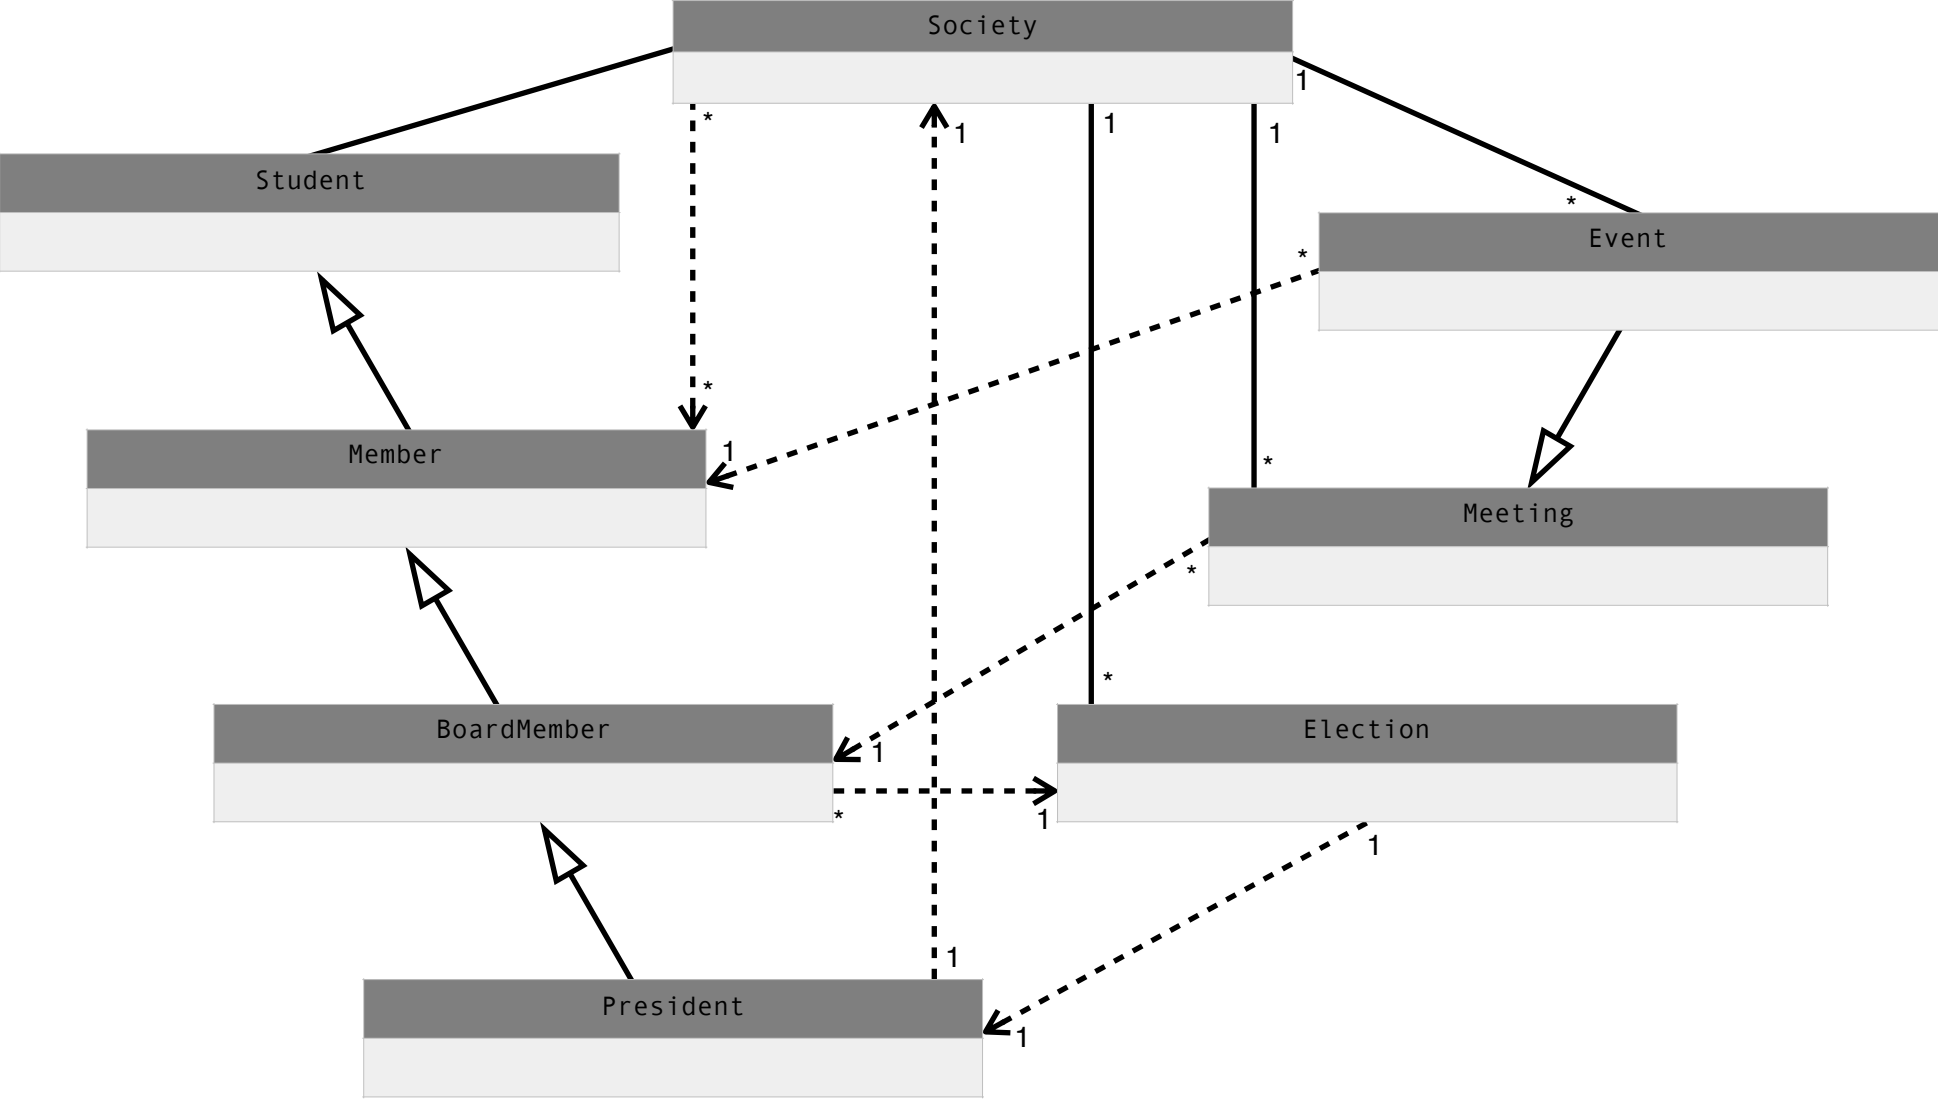 Society
1
*
1
1
1
Student
*
Event
*
*
Member
1
*
Meeting
*
*
BoardMember
1
Election
*
1
1
1
President
1